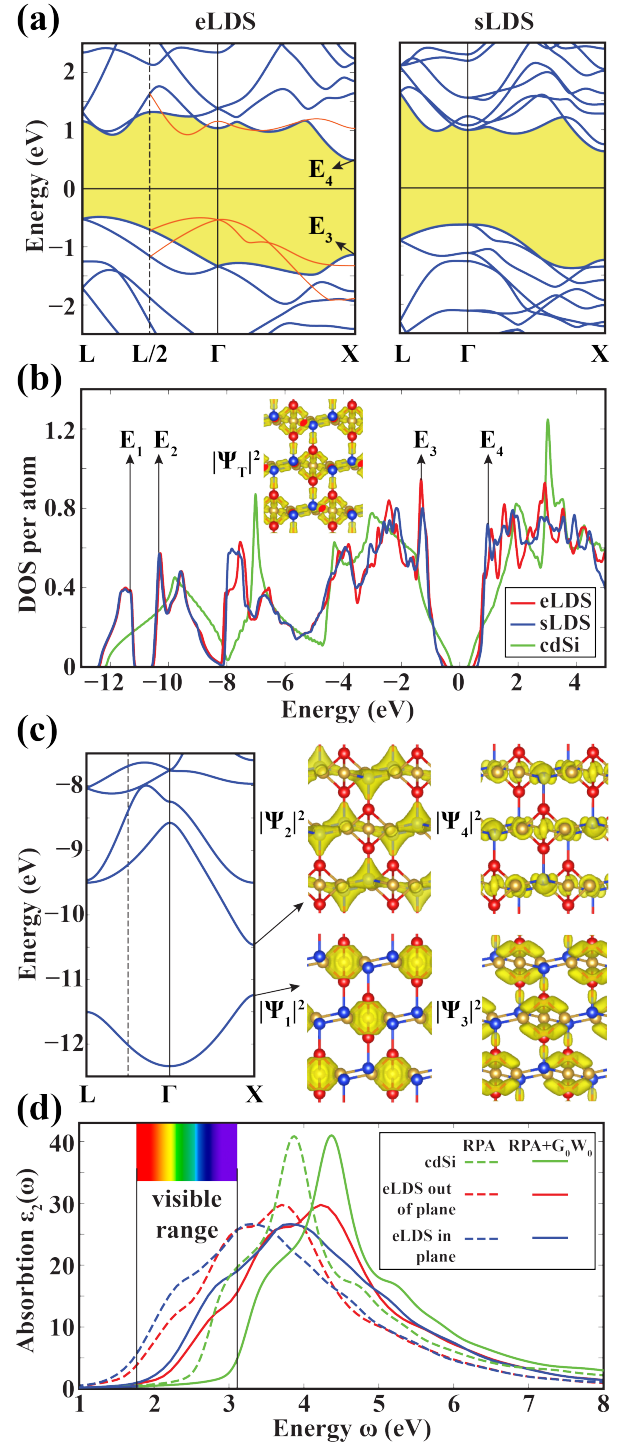 (a)
eLDS
sLDS
Energy (eV)
2
1
0
−1
−2
E4
E3
L
L/2
Γ
X
L
Γ
X
(b)
DOS per atom
1.2
0.8
0.4
0
E1
E2
|ΨT|²
E3
E4
eLDS
sLDS
cdSi
−12 −10 −8 −6 −4 −2 0 2 4
Energy (eV)
(c)
Energy (eV)
−8
−9
−10
−11
−12
L
Γ
X
|Ψ2|²
|Ψ4|²
|Ψ1|²
|Ψ3|²
(d)
Absorbtion ε2(ω)
40
30
20
10
0
visible
range
RPA RPA+G0W0
cdSi
eLDS out
of plane
eLDS in
plane
1 2 3 4 5 6 7 8
Energy ω (eV)